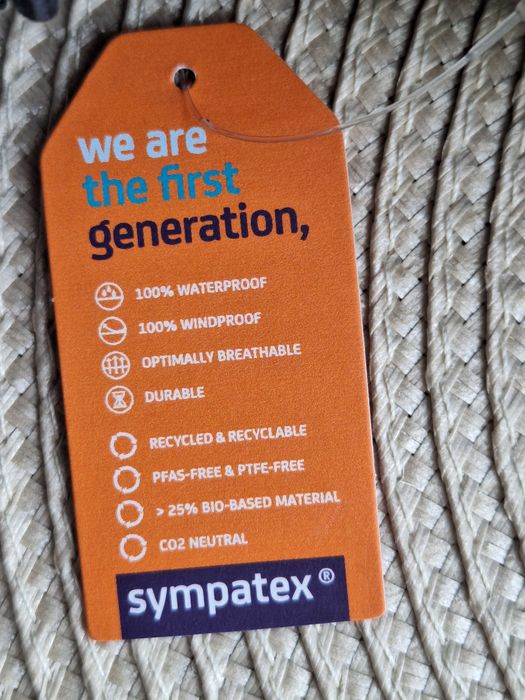 we are
the first
generation,
100% WATERPROOF
100% WINDPROOF
OPTIMALLY BREATHABLE
DURABLE
RECYCLED & RECYCLABLE
PFAS-FREE & PTFE-FREE
> 25% BIO-BASED MATERIAL
CO2 NEUTRAL
sympatex ®